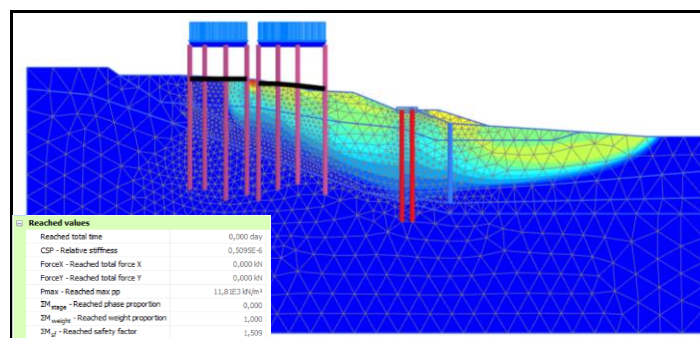 Reached values
Reached total time 0,000 day
CSP - Relative stiffness 0,5095E-6
ForceX - Reached total force X 0,000 kN
ForceY - Reached total force Y 0,000 kN
Pmax - Reached max pp 11,81E3 kN/m²
ΣMstage - Reached phase proportion 0,000
ΣMweight - Reached weight proportion 1,000
ΣMsf - Reached safety factor 1,509